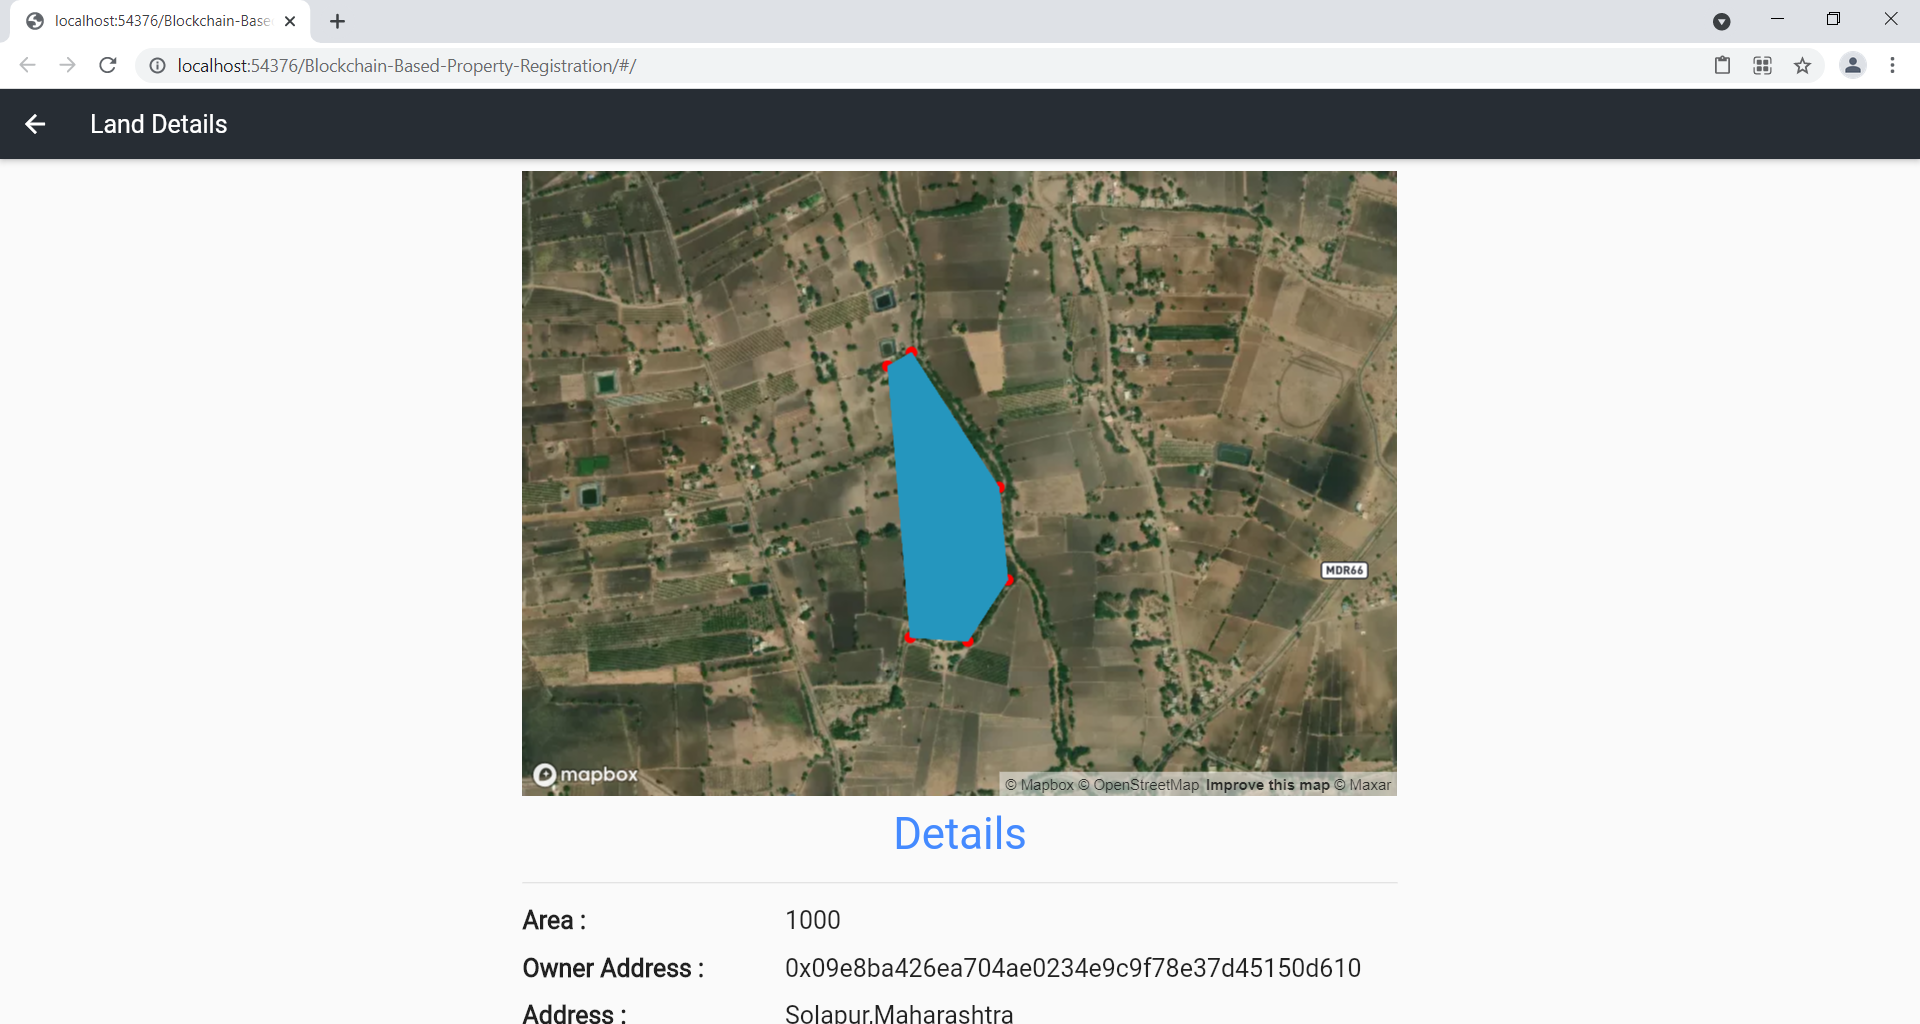 localhost:54376/Blockchain-Base
localhost:54376/Blockchain-Based-Property-Registration/#/
Land Details
MDR66
mapbox
© Mapbox © OpenStreetMap Improve this map © Maxar
Details
Area : 1000
Owner Address : 0x09e8ba426ea704ae0234e9c9f78e37d45150d610
Address : Solapur,Maharashtra